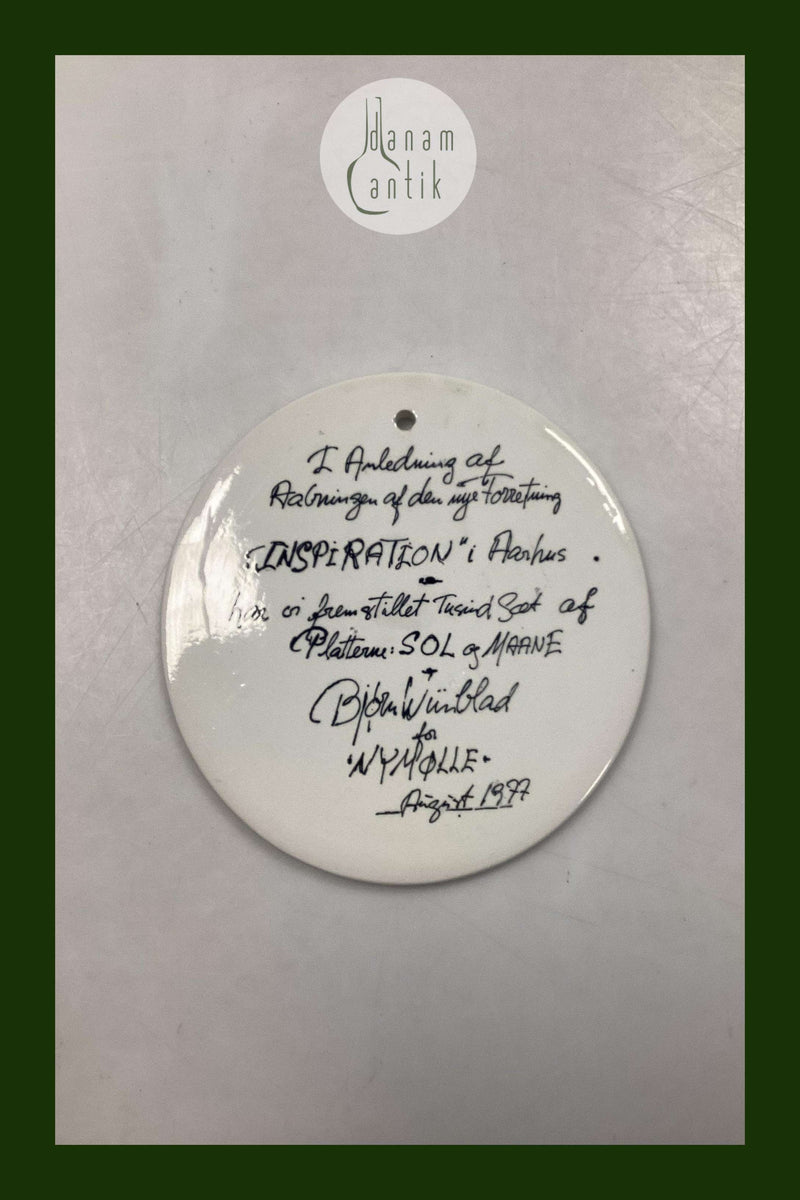 danam
antik
I Anledning af
Aabningen af den nye Forretning
"INSPIRATION" i Aarhus .
har vi fremstillet Tusind Sæt af
Platterne: SOL og MAANE
Bjørn Wiinblad
for
·NYMØLLE·
August 1977